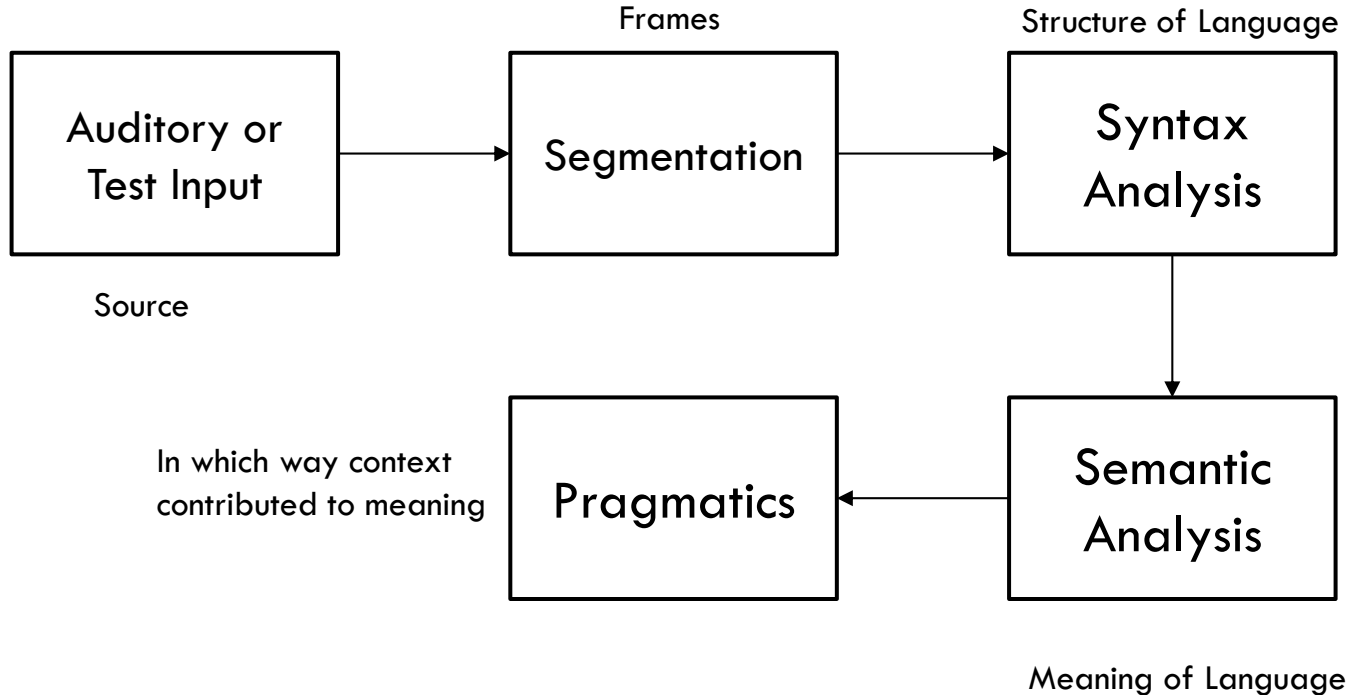 Frames
Structure of Language
Auditory or
Test Input
Segmentation
Syntax
Analysis
Source
In which way context
contributed to meaning
Pragmatics
Semantic
Analysis
Meaning of Language